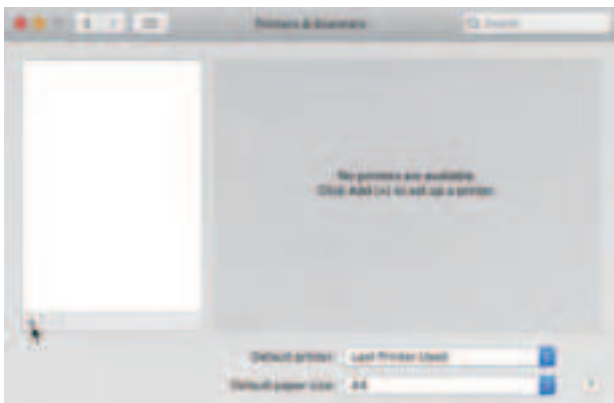 Printers & Scanners
Search
No printers are available.
Click Add (+) to set up a printer.
Default printer: Last Printer Used
Default paper size: A4
?